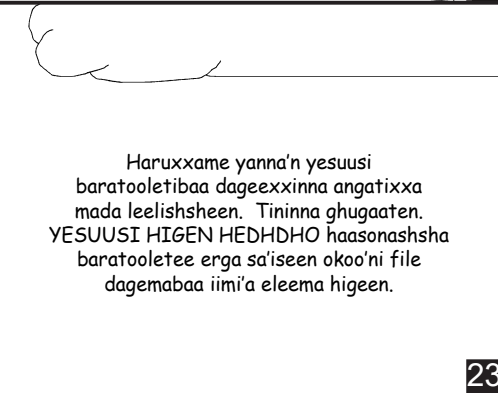 Haruxxame yanna'n yesuusi
baratooletibaa dageexxinna angatixxa
mada leelishsheen. Tininna ghugaaten.
YESUUSI HIGEN HEDHDHO haasonashsha
baratooletee erga sa'iseen okoo'ni file
dagemabaa iimi'a eleema higeen.
23